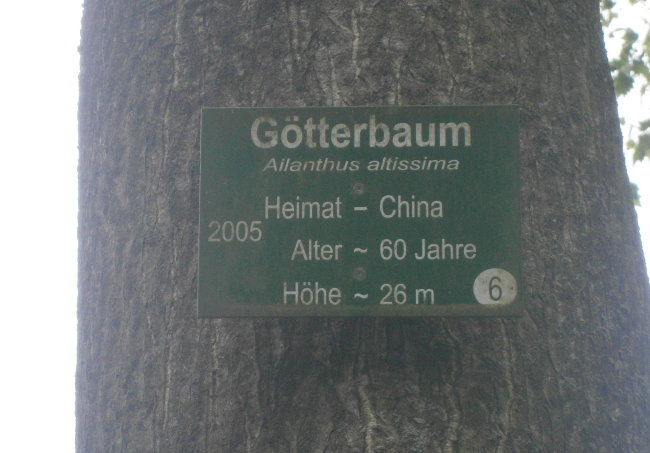 Götterbaum
Ailanthus altissima
Heimat – China
2005
Alter ~ 60 Jahre
Höhe ~ 26 m
6